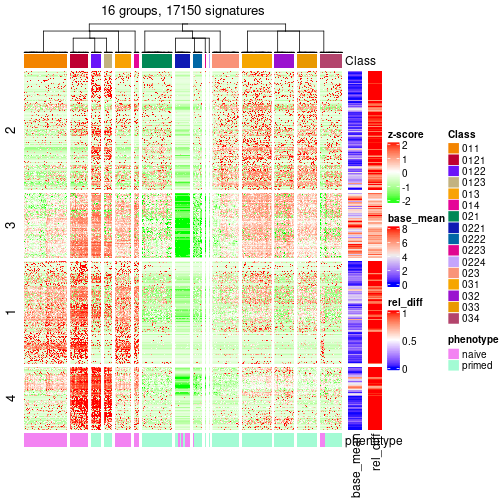 16 groups, 17150 signatures
Class
2
3
1
4
phenotype
base_mean
rel_diff
z-score
2
1
0
-1
-2
base_mean
8
6
4
2
0
rel_diff
1
0.5
0
Class
011
0121
0122
0123
013
014
021
0221
0222
0223
0224
023
031
032
033
034
phenotype
naive
primed